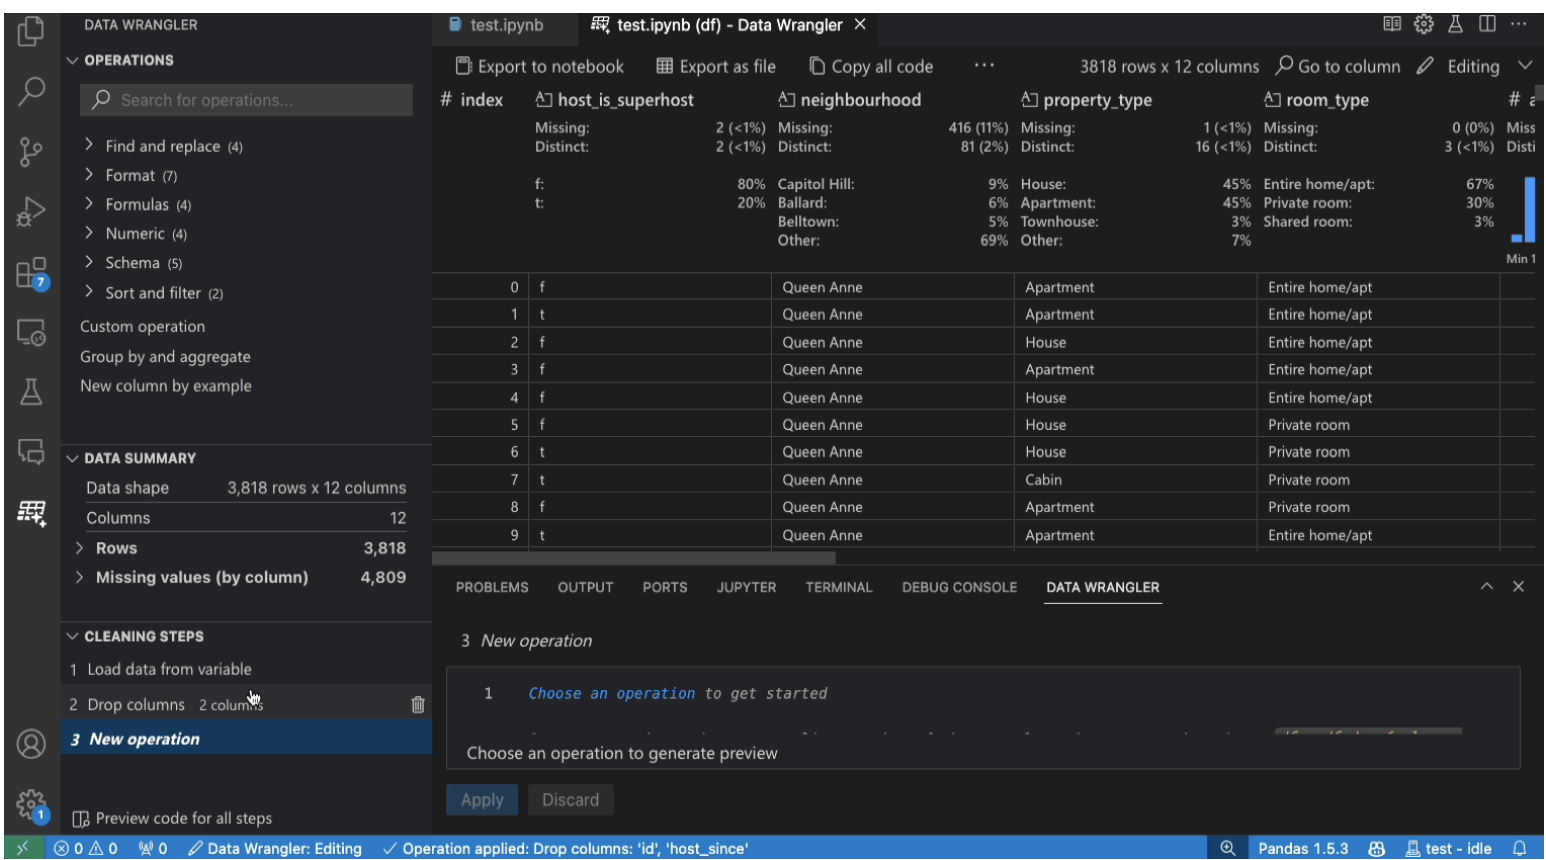 DATA WRANGLER
OPERATIONS
Search for operations...
Find and replace (4)
Format (7)
Formulas (4)
Numeric (4)
Schema (5)
Sort and filter (2)
Custom operation
Group by and aggregate
New column by example
DATA SUMMARY
Data shape 3,818 rows x 12 columns
Columns 12
Rows 3,818
Missing values (by column) 4,809
CLEANING STEPS
1 Load data from variable
2 Drop columns 2 columns
3 New operation
Preview code for all steps
7
1
test.ipynb test.ipynb (df) - Data Wrangler
Export to notebook Export as file Copy all code ... 3818 rows x 12 columns Go to column Editing
# index host_is_superhost neighbourhood property_type room_type #
Missing: 2 (<1%) Missing: 416 (11%) Missing: 1 (<1%) Missing: 0 (0%) Miss
Distinct: 2 (<1%) Distinct: 81 (2%) Distinct: 16 (<1%) Distinct: 3 (<1%) Disti
f: 80% Capitol Hill: 9% House: 45% Entire home/apt: 67%
t: 20% Ballard: 6% Apartment: 45% Private room: 30%
Belltown: 5% Townhouse: 3% Shared room: 3%
Other: 69% Other: 7%
Min 1
0 f Queen Anne Apartment Entire home/apt
1 t Queen Anne Apartment Entire home/apt
2 f Queen Anne House Entire home/apt
3 f Queen Anne Apartment Entire home/apt
4 f Queen Anne House Entire home/apt
5 f Queen Anne House Private room
6 t Queen Anne House Private room
7 t Queen Anne Cabin Private room
8 f Queen Anne Apartment Private room
9 t Queen Anne Apartment Entire home/apt
PROBLEMS OUTPUT PORTS JUPYTER TERMINAL DEBUG CONSOLE DATA WRANGLER
3 New operation
1 Choose an operation to get started
Choose an operation to generate preview
Apply Discard
0 0 0 Data Wrangler: Editing Operation applied: Drop columns: 'id', 'host_since' Pandas 1.5.3 test - idle